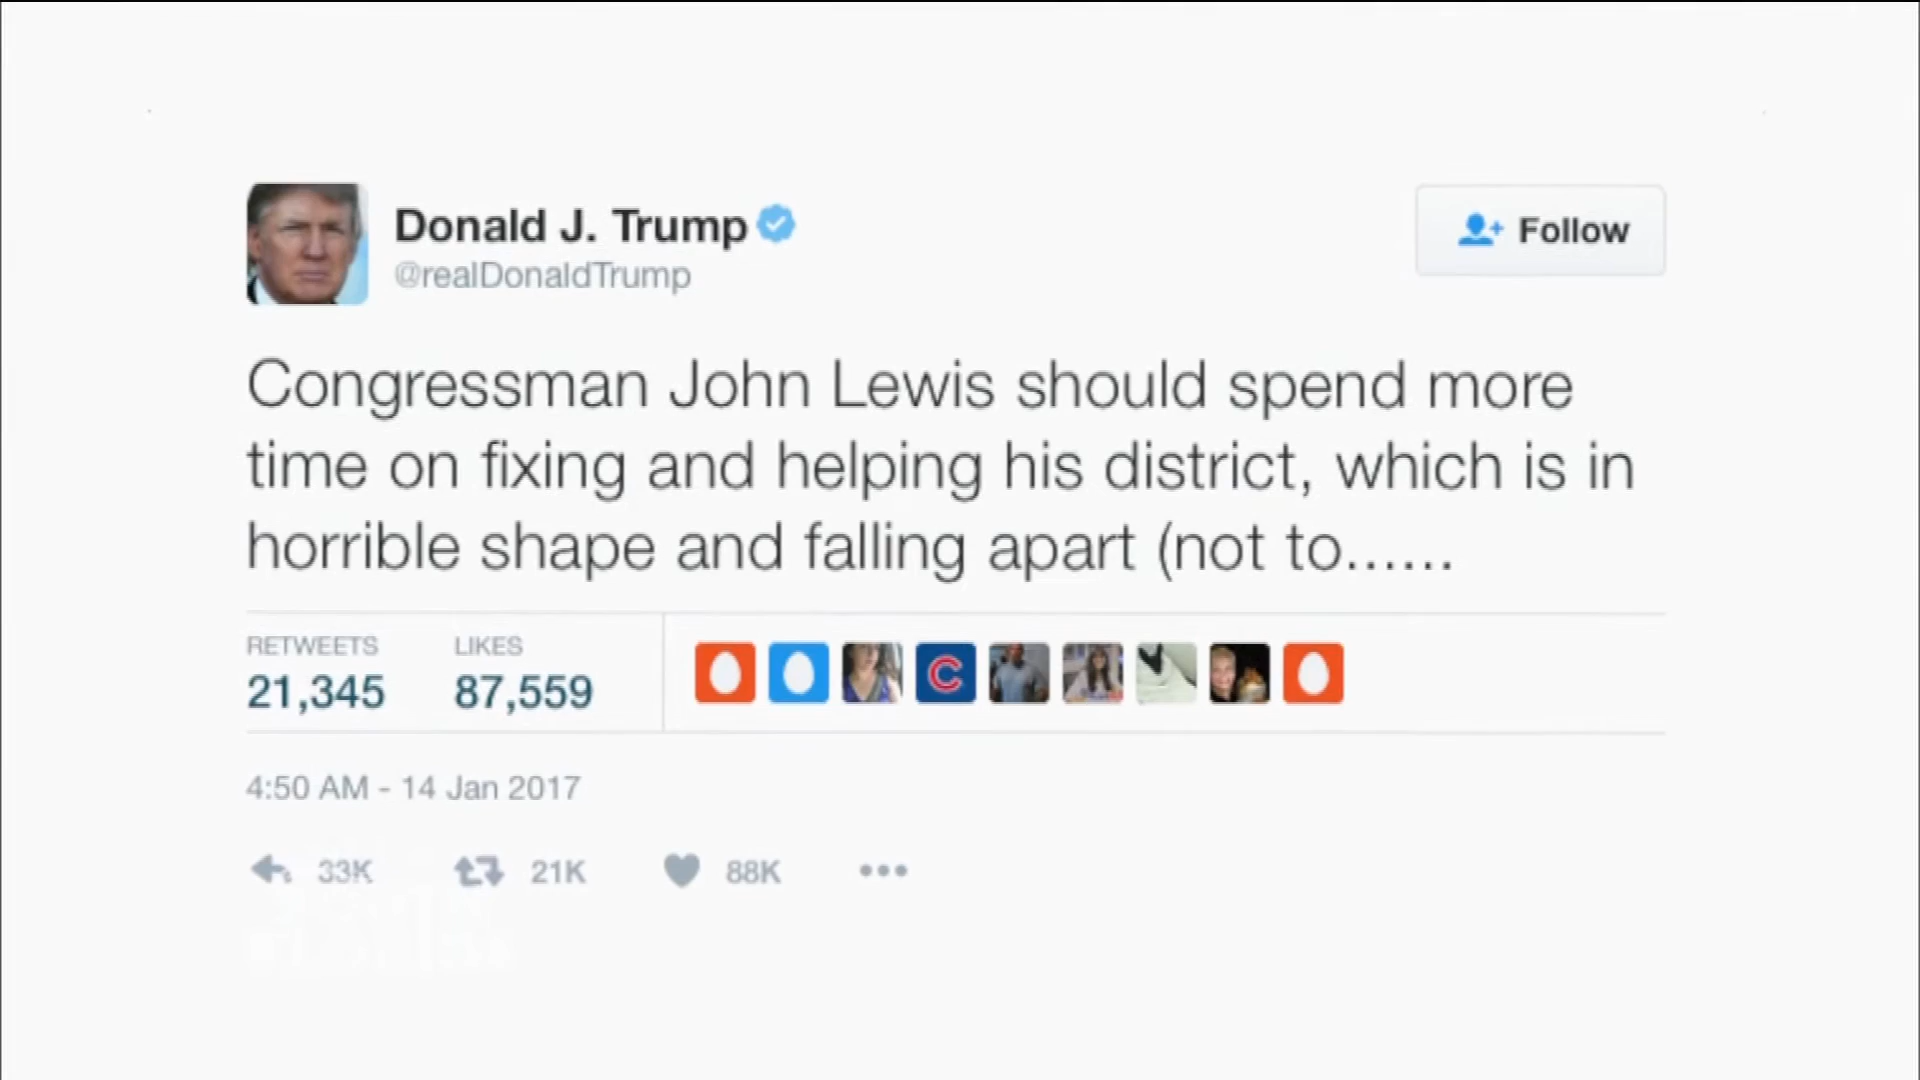 Donald J. Trump
@realDonaldTrump
Follow
Congressman John Lewis should spend more
time on fixing and helping his district, which is in
horrible shape and falling apart (not to......
RETWEETS LIKES
21,345 87,559
C
4:50 AM - 14 Jan 2017
33K 21K 88K